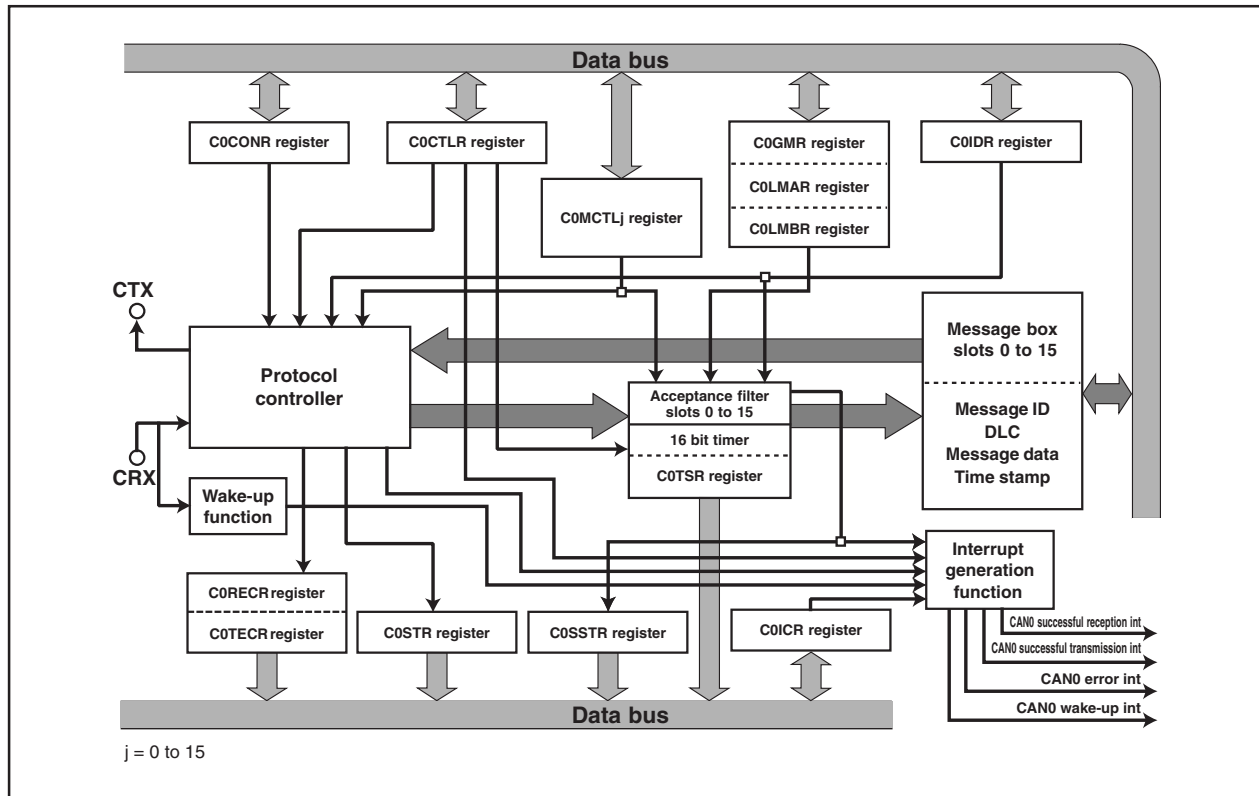 Data bus
C0CONR register
C0CTLR register
C0GMR register
C0IDR register
C0LMAR register
C0MCTLj register
C0LMBR register
CTX
Message box
slots 0 to 15
Protocol
controller
Acceptance filter
slots 0 to 15
Message ID
DLC
Message data
Time stamp
16 bit timer
C0TSR register
CRX
Wake-up
function
Interrupt
generation
function
C0RECR register
C0TECR register
C0STR register
C0SSTR register
C0ICR register
CAN0 successful reception int
CAN0 successful transmission int
CAN0 error int
CAN0 wake-up int
Data bus
j = 0 to 15